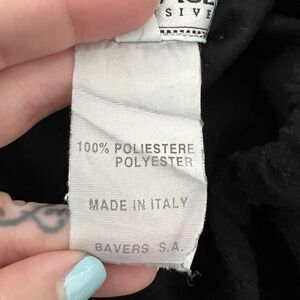 100% POLIESTERE
POLYESTER
MADE IN ITALY
BAVERS S.A.